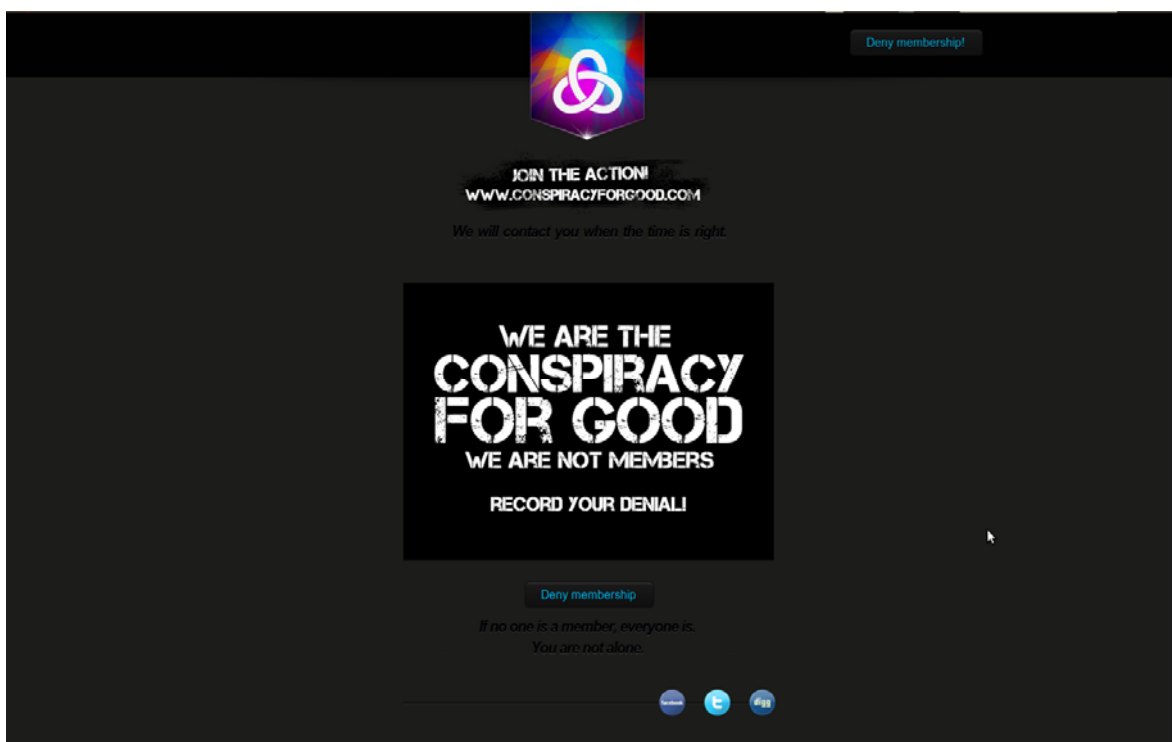 Deny membership!
JOIN THE ACTION!
WWW.CONSPIRACYFORGOOD.COM
We will contact you when the time is right.
WE ARE THE
CONSPIRACY
FOR GOOD
WE ARE NOT MEMBERS
RECORD YOUR DENIAL!
Deny membership
If no one is a member, everyone is.
You are not alone.
facebook digg